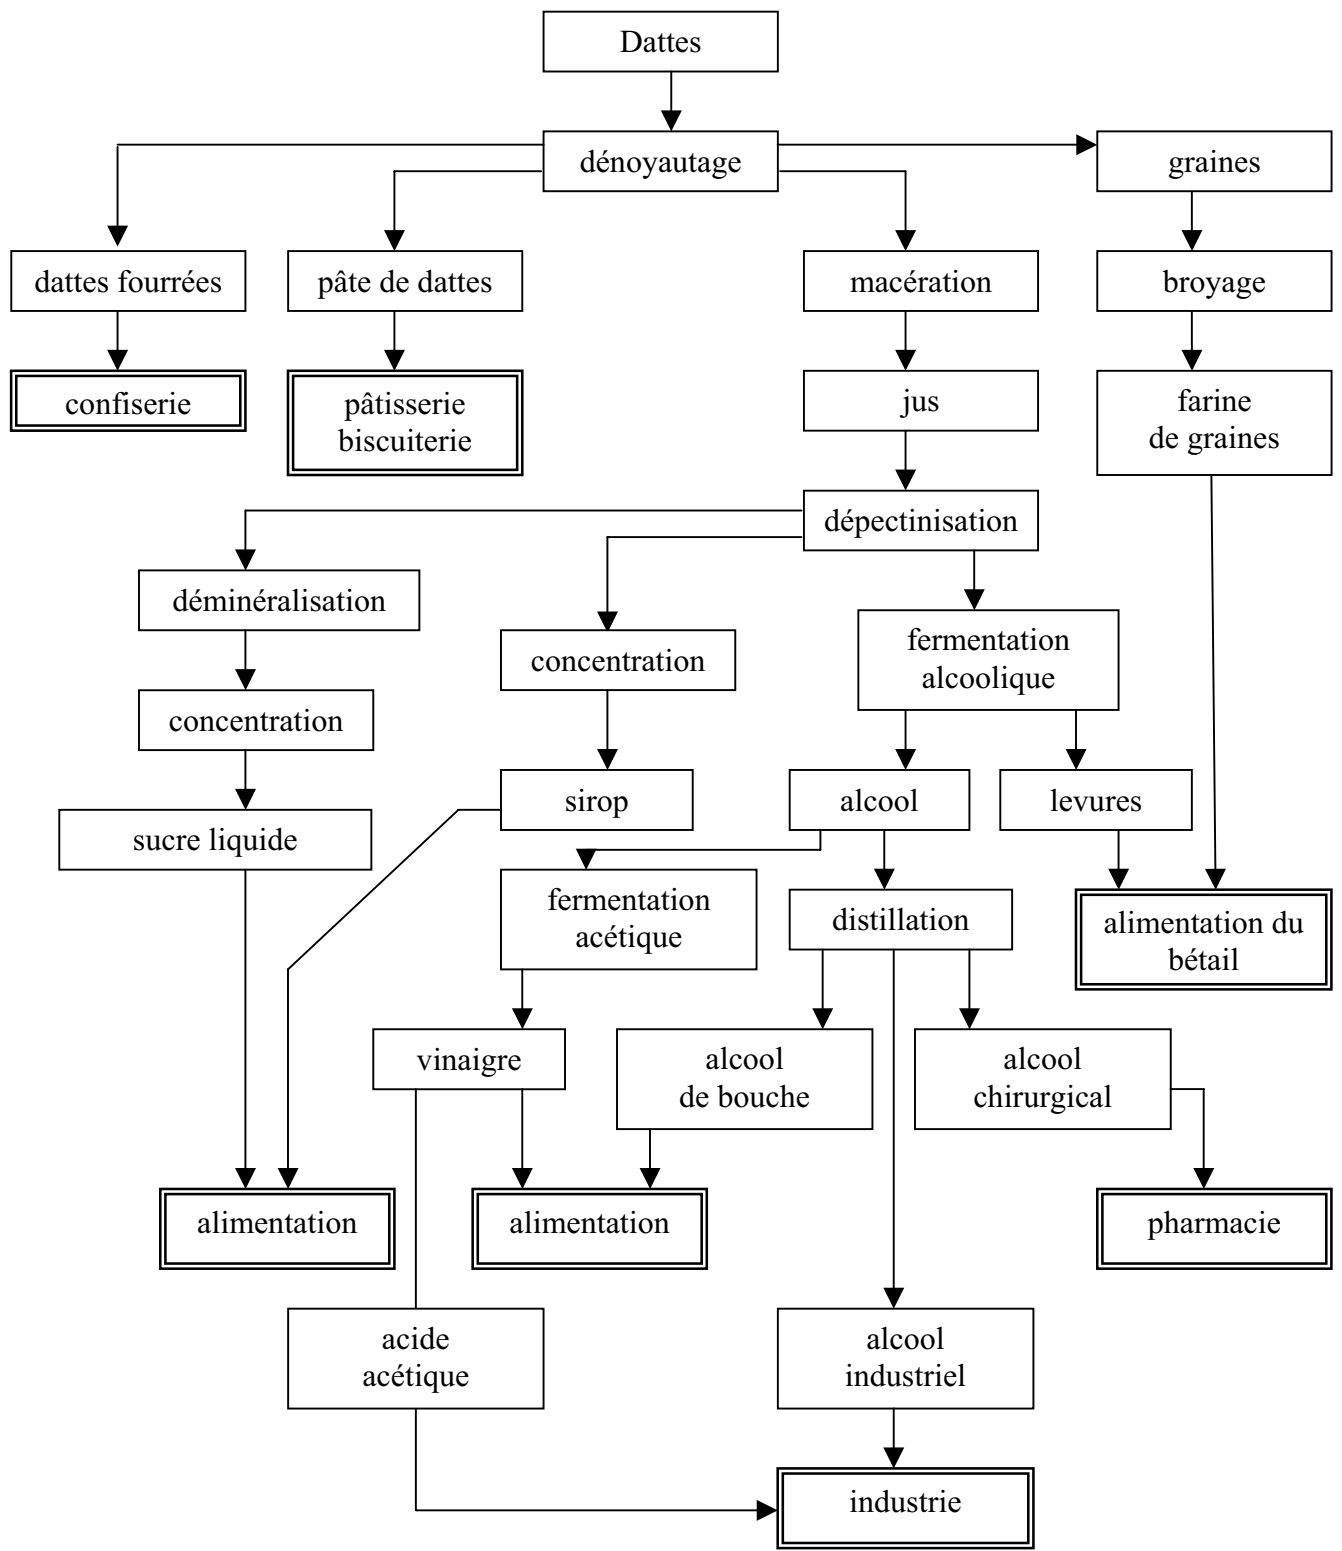 Dattes
dénoyautage
graines
dattes fourrées
pâte de dattes
macération
broyage
confiserie
pâtisserie
biscuiterie
jus
farine
de graines
dépectinisation
déminéralisation
concentration
fermentation
alcoolique
concentration
sirop
alcool
levures
sucre liquide
fermentation
acétique
distillation
alimentation du
bétail
vinaigre
alcool
de bouche
alcool
chirurgical
alimentation
alimentation
pharmacie
acide
acétique
alcool
industriel
industrie